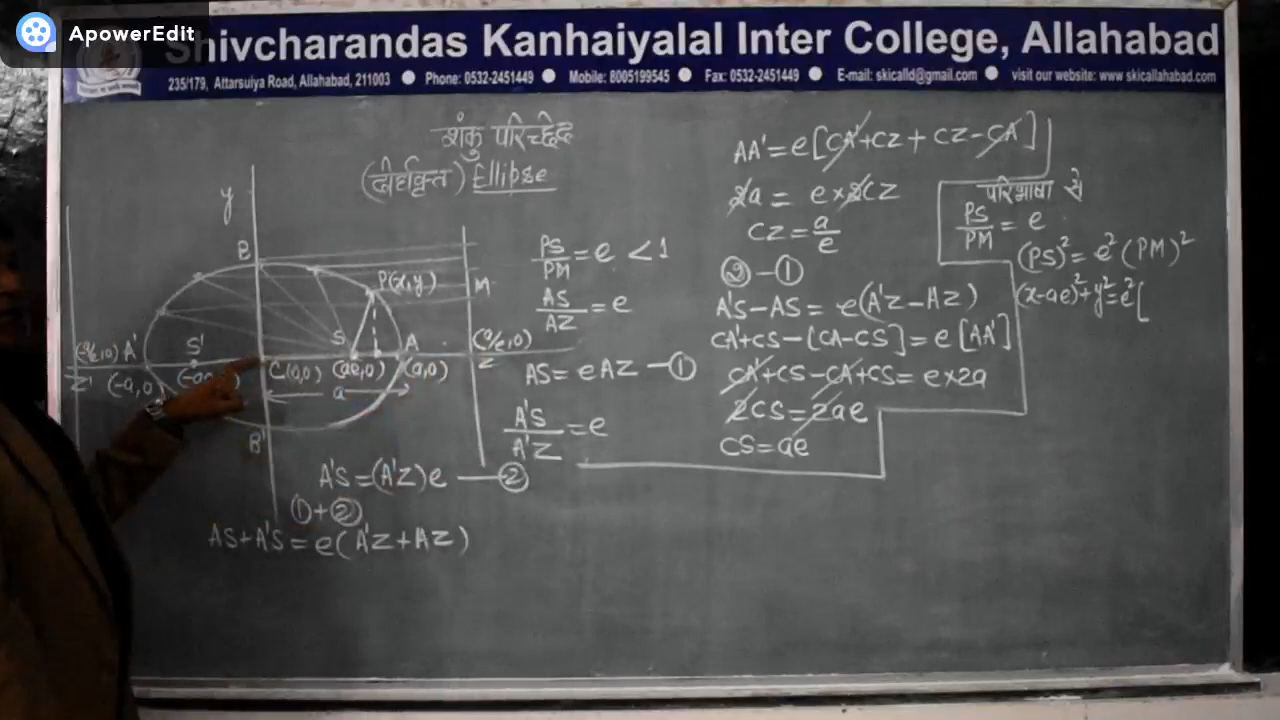 ApowerEdit
Shivcharandas Kanhaiyalal Inter College, Allahabad
235/179, Attarsuiya Road, Allahabad, 211003 ● Phone: 0532-2451449 ● Mobile: 8005199545 ● Fax: 0532-2451449 ● E-mail: skicalld@gmail.com ● visit our website: www.skicallahabad.com
शंकु परिच्छेद
(दीर्घवृत्त) Ellipse
y
B
P(x,y)
M
S'
A'
(-a/e,0)
S
A
(a/e,0)
Z'
(-a,0)
C(0,0)
(ae,0)
(a,0)
Z
a
B'
PS/PM = e < 1
AS/AZ = e
AS = eAZ — ①
A'S/A'Z = e
A'S = (A'Z)e — ②
① + ②
AS + A'S = e(A'Z + AZ)
AA' = e[CA' + CZ + CZ - CA]
2a = e × 2CZ
CZ = a/e
② - ①
A'S - AS = e(A'Z - AZ)
CA' + CS - [CA - CS] = e[AA']
CA' + CS - CA + CS = e × 2a
2CS = 2ae
CS = ae
परिभाषा से
PS/PM = e
(PS)² = e² (PM)²
(x-ae)² + y² = e² [